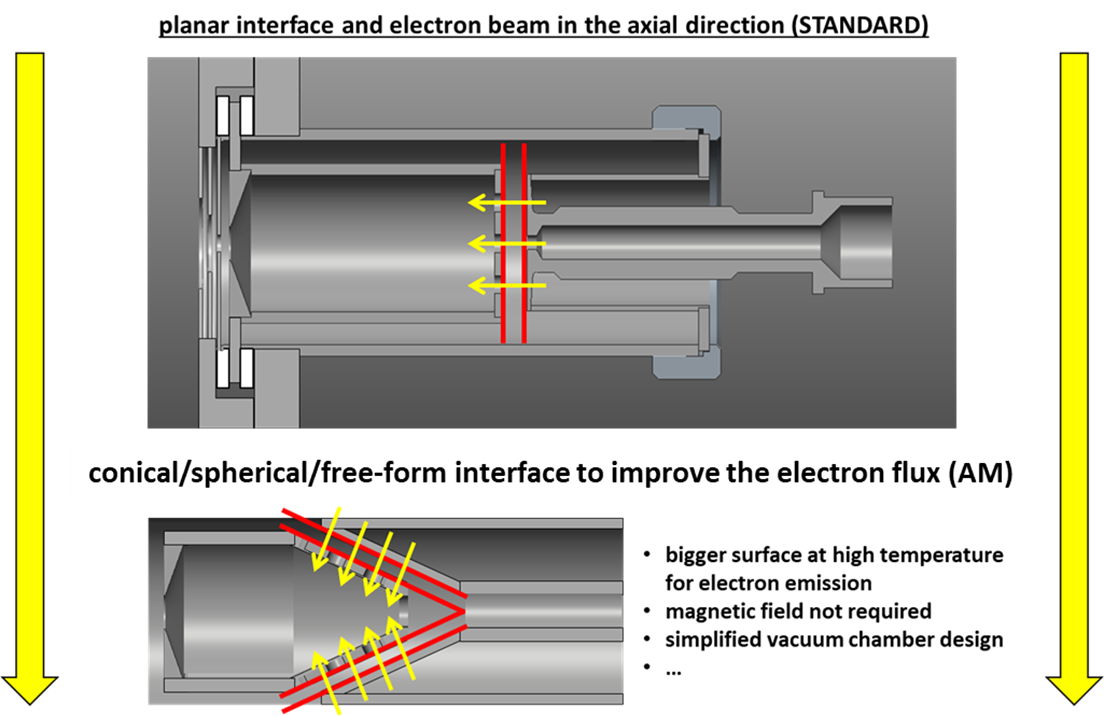 planar interface and electron beam in the axial direction (STANDARD)
conical/spherical/free-form interface to improve the electron flux (AM)
• bigger surface at high temperature
for electron emission
• magnetic field not required
• simplified vacuum chamber design
• ...